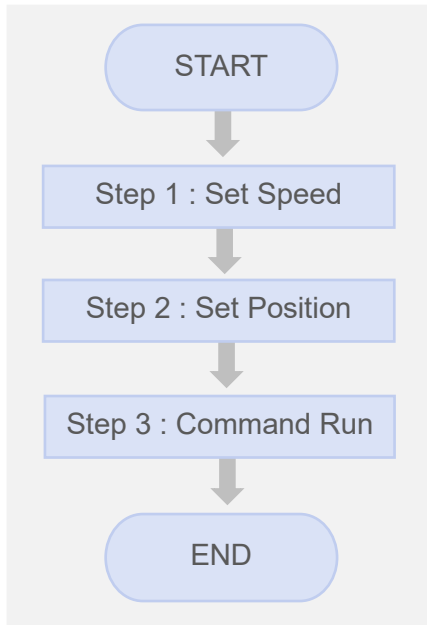 START
Step 1 : Set Speed
Step 2 : Set Position
Step 3 : Command Run
END